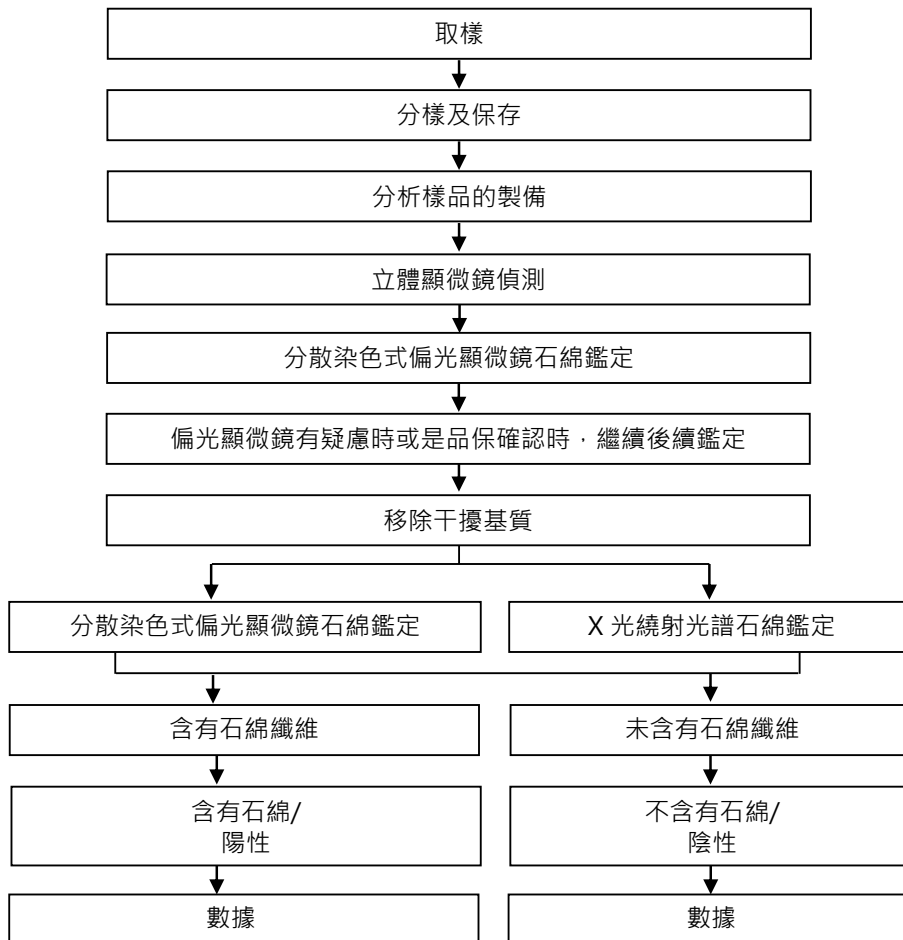 取樣
分樣及保存
分析樣品的製備
立體顯微鏡偵測
分散染色式偏光顯微鏡石綿鑑定
偏光顯微鏡有疑慮時或是品保確認時，繼續後續鑑定
移除干擾基質
分散染色式偏光顯微鏡石綿鑑定
X 光繞射光譜石綿鑑定
含有石綿纖維
未含有石綿纖維
含有石綿/
陽性
不含有石綿/
陰性
數據
數據